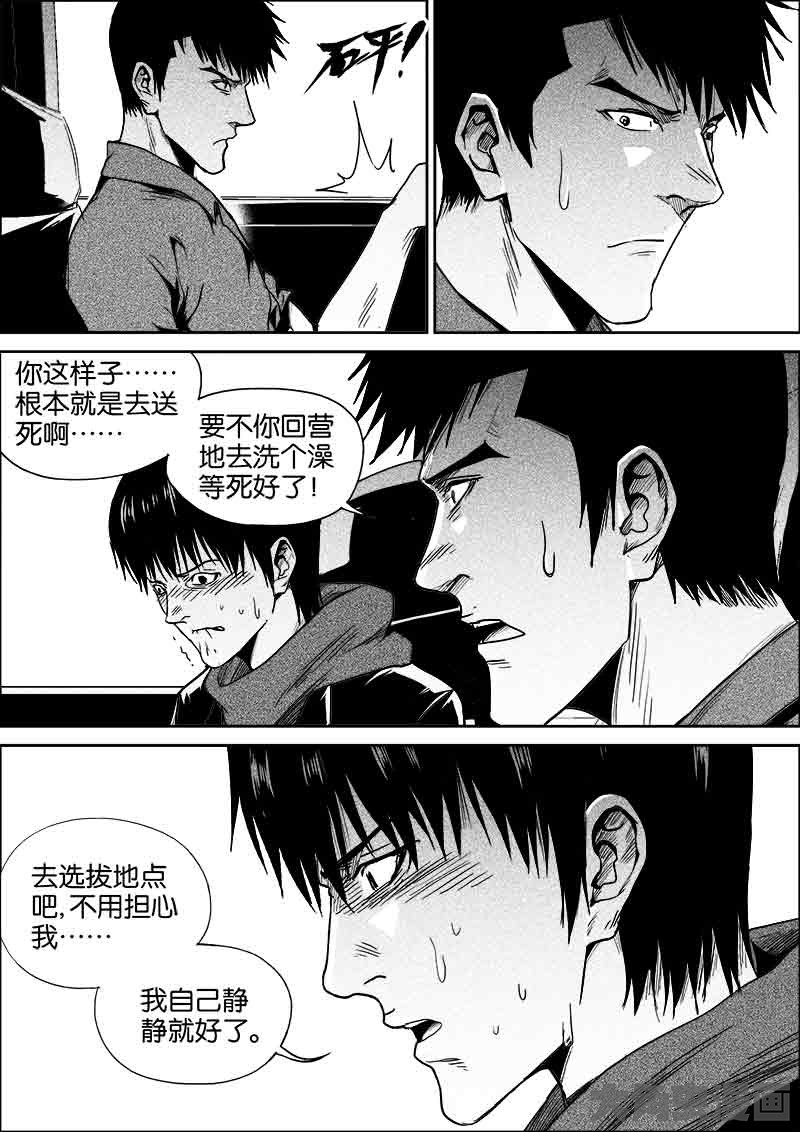 石平!
你这样子……
根本就是去送
死啊……
要不你回营
地去洗个澡
等死好了!
去选拔地点
吧,不用担心
我……
我自己静
静就好了。